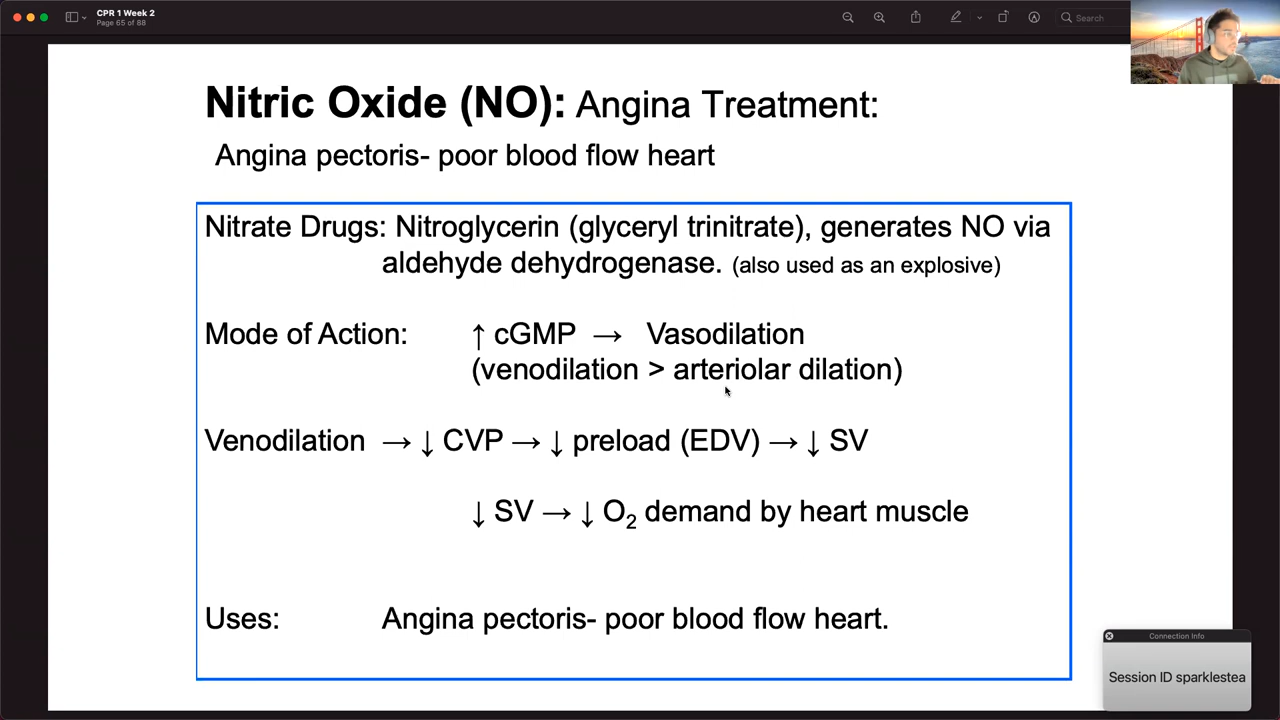 CPR 1 Week 2
Page 65 of 88
Search
Nitric Oxide (NO): Angina Treatment:
Angina pectoris- poor blood flow heart
Nitrate Drugs: Nitroglycerin (glyceryl trinitrate), generates NO via
aldehyde dehydrogenase. (also used as an explosive)
Mode of Action: ↑ cGMP → Vasodilation
(venodilation > arteriolar dilation)
Venodilation → ↓ CVP → ↓ preload (EDV) → ↓ SV
↓ SV → ↓ O₂ demand by heart muscle
Uses: Angina pectoris- poor blood flow heart.
Connection Info
Session ID sparklestea